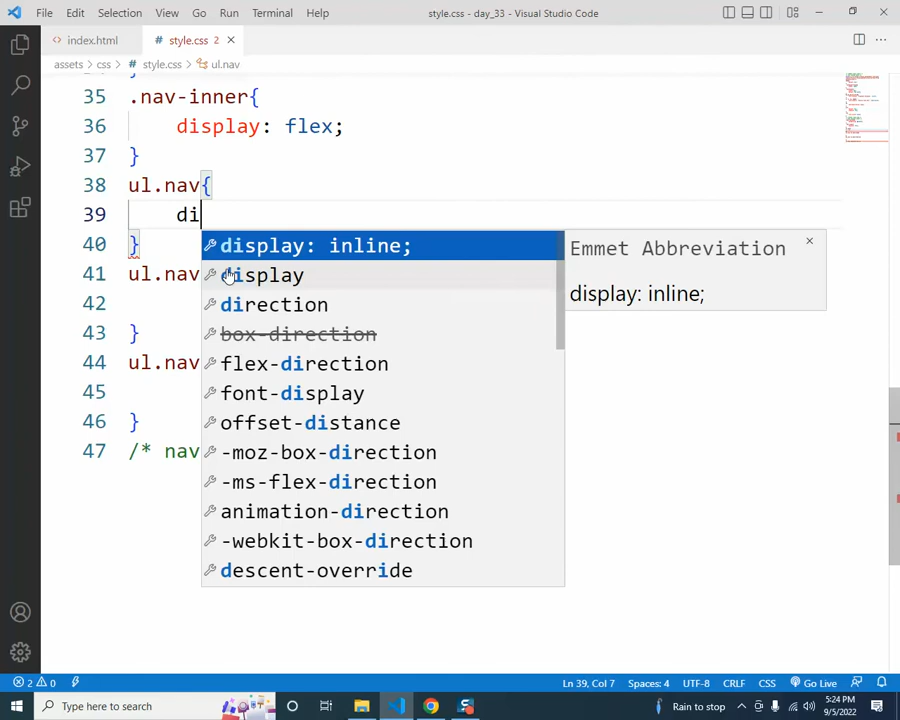 File Edit Selection View Go Run Terminal Help style.css - day_33 - Visual Studio Code
<> index.html # style.css 2 ×
assets > css > # style.css > ul.nav
35 .nav-inner{
36 display: flex;
37 }
38 ul.nav{
39 di
40 }
41 ul.nav
42
43 }
44 ul.nav
45
46 }
47 /* nav
display: inline;
display
direction
box-direction
flex-direction
font-display
offset-distance
-moz-box-direction
-ms-flex-direction
animation-direction
-webkit-box-direction
descent-override
Emmet Abbreviation ×
display: inline;
2 0 Ln 39, Col 7 Spaces: 4 UTF-8 CRLF CSS Go Live
Type here to search Rain to stop 5:24 PM
9/5/2022